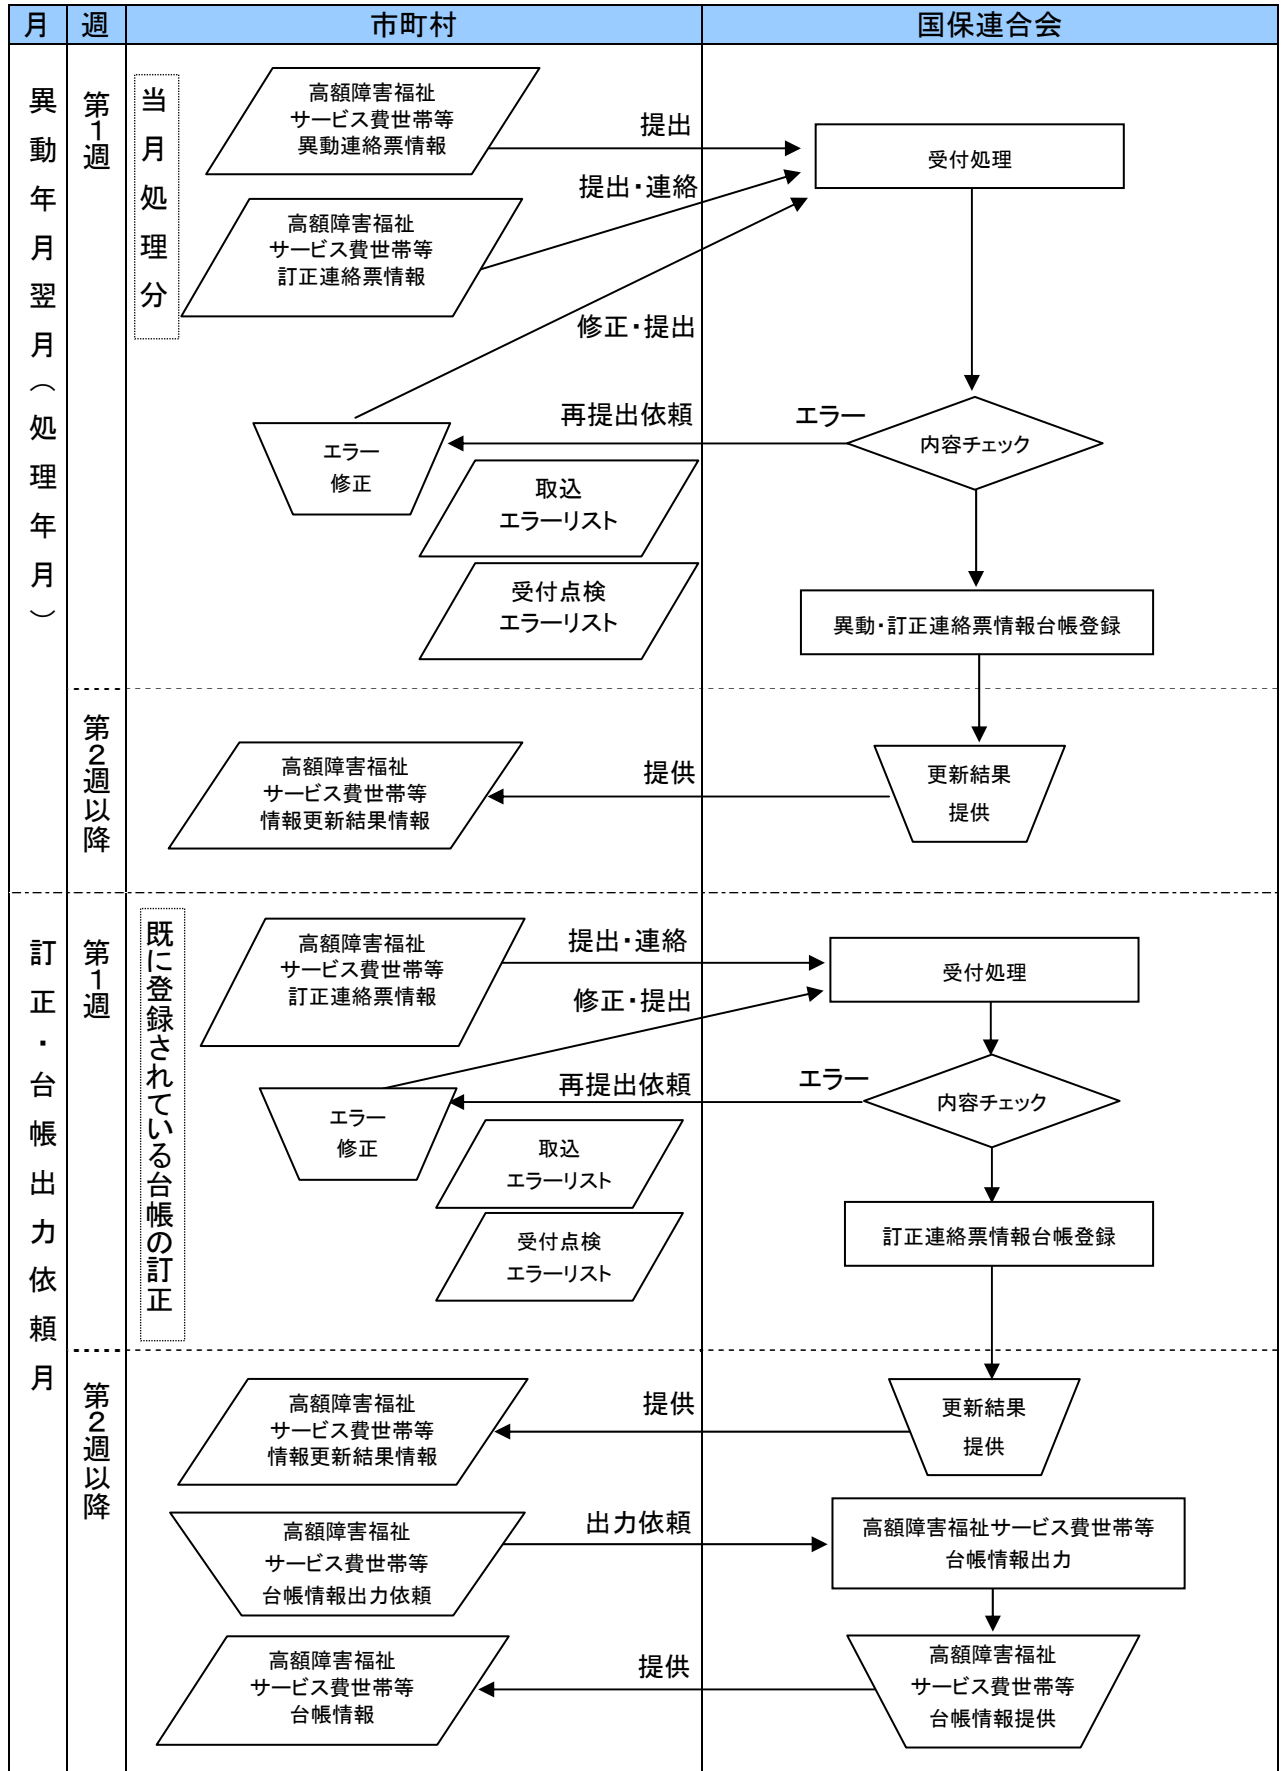 月
週
市町村
国保連合会
異動年月翌月（処理年月）
第1週
当月処理分
高額障害福祉
サービス費世帯等
異動連絡票情報
提出
受付処理
高額障害福祉
サービス費世帯等
訂正連絡票情報
提出・連絡
修正・提出
エラー
修正
再提出依頼
エラー
内容チェック
取込
エラーリスト
受付点検
エラーリスト
異動・訂正連絡票情報台帳登録
第2週以降
高額障害福祉
サービス費世帯等
情報更新結果情報
提供
更新結果
提供
訂正・台帳出力依頼月
第1週
既に登録されている台帳の訂正
高額障害福祉
サービス費世帯等
訂正連絡票情報
提出・連絡
受付処理
修正・提出
エラー
修正
再提出依頼
エラー
内容チェック
取込
エラーリスト
受付点検
エラーリスト
訂正連絡票情報台帳登録
第2週以降
高額障害福祉
サービス費世帯等
情報更新結果情報
提供
更新結果
提供
高額障害福祉
サービス費世帯等
台帳情報出力依頼
出力依頼
高額障害福祉サービス費世帯等
台帳情報出力
高額障害福祉
サービス費世帯等
台帳情報
提供
高額障害福祉
サービス費世帯等
台帳情報提供